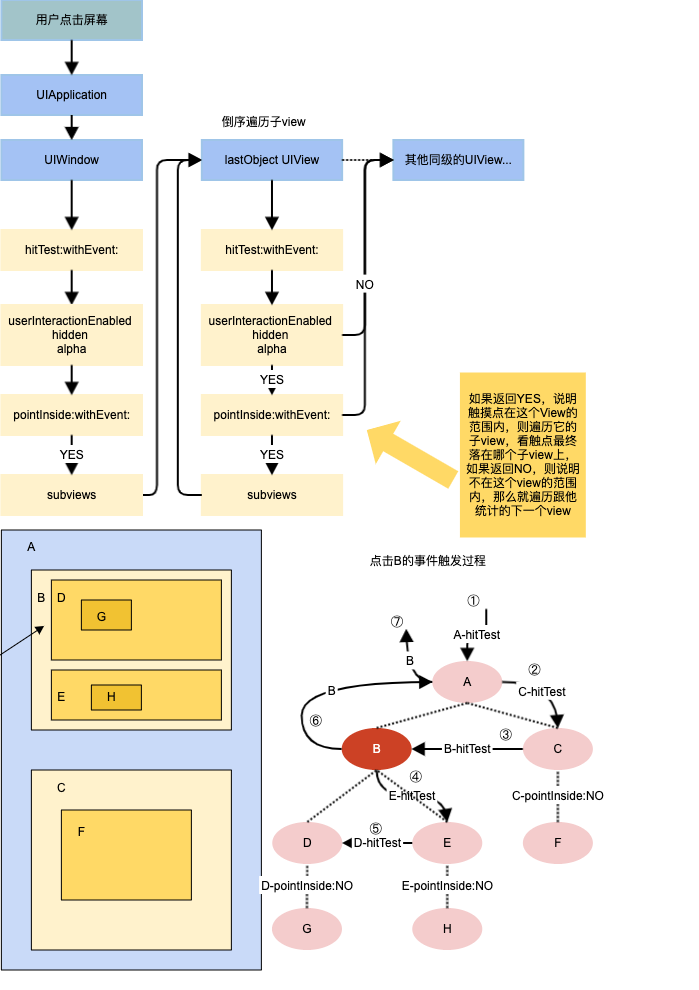 用户点击屏幕
UIApplication
倒序遍历子view
UIWindow
lastObject UIView
其他同级的UIView...
hitTest:withEvent:
hitTest:withEvent:
NO
userInteractionEnabled
hidden
alpha
userInteractionEnabled
hidden
alpha
YES
pointInside:withEvent:
pointInside:withEvent:
YES
YES
subviews
subviews
如果返回YES，说明
触摸点在这个View的
范围内，则遍历它的
子view，看触点最终
落在哪个子view上，
如果返回NO，则说明
不在这个view的范围
内，那么就遍历跟他
统计的下一个view
A
B
D
G
E
H
C
F
点击B的事件触发过程
①
⑦
A-hitTest
B
②
A
C-hitTest
B
⑥
③
B
B-hitTest
C
④
E-hitTest
C-pointInside:NO
⑤
D
D-hitTest
E
F
D-pointInside:NO
E-pointInside:NO
G
H